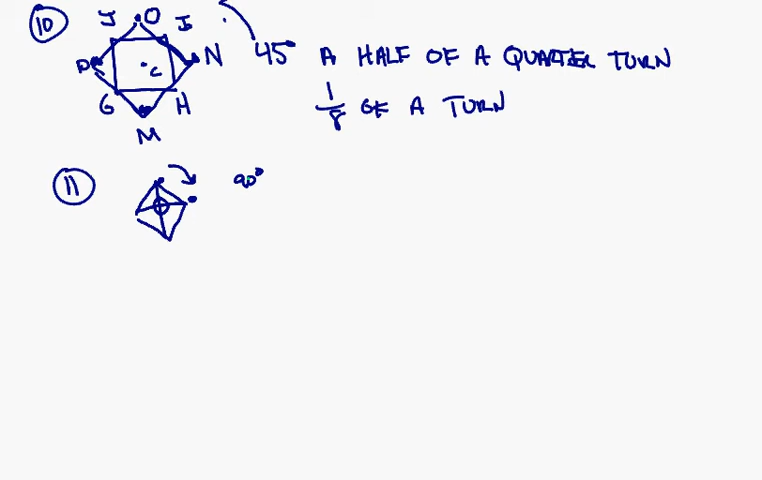 10 J O I
P C N 45° A HALF OF A QUARTER TURN
G H 1/8 OF A TURN
M
11 90°